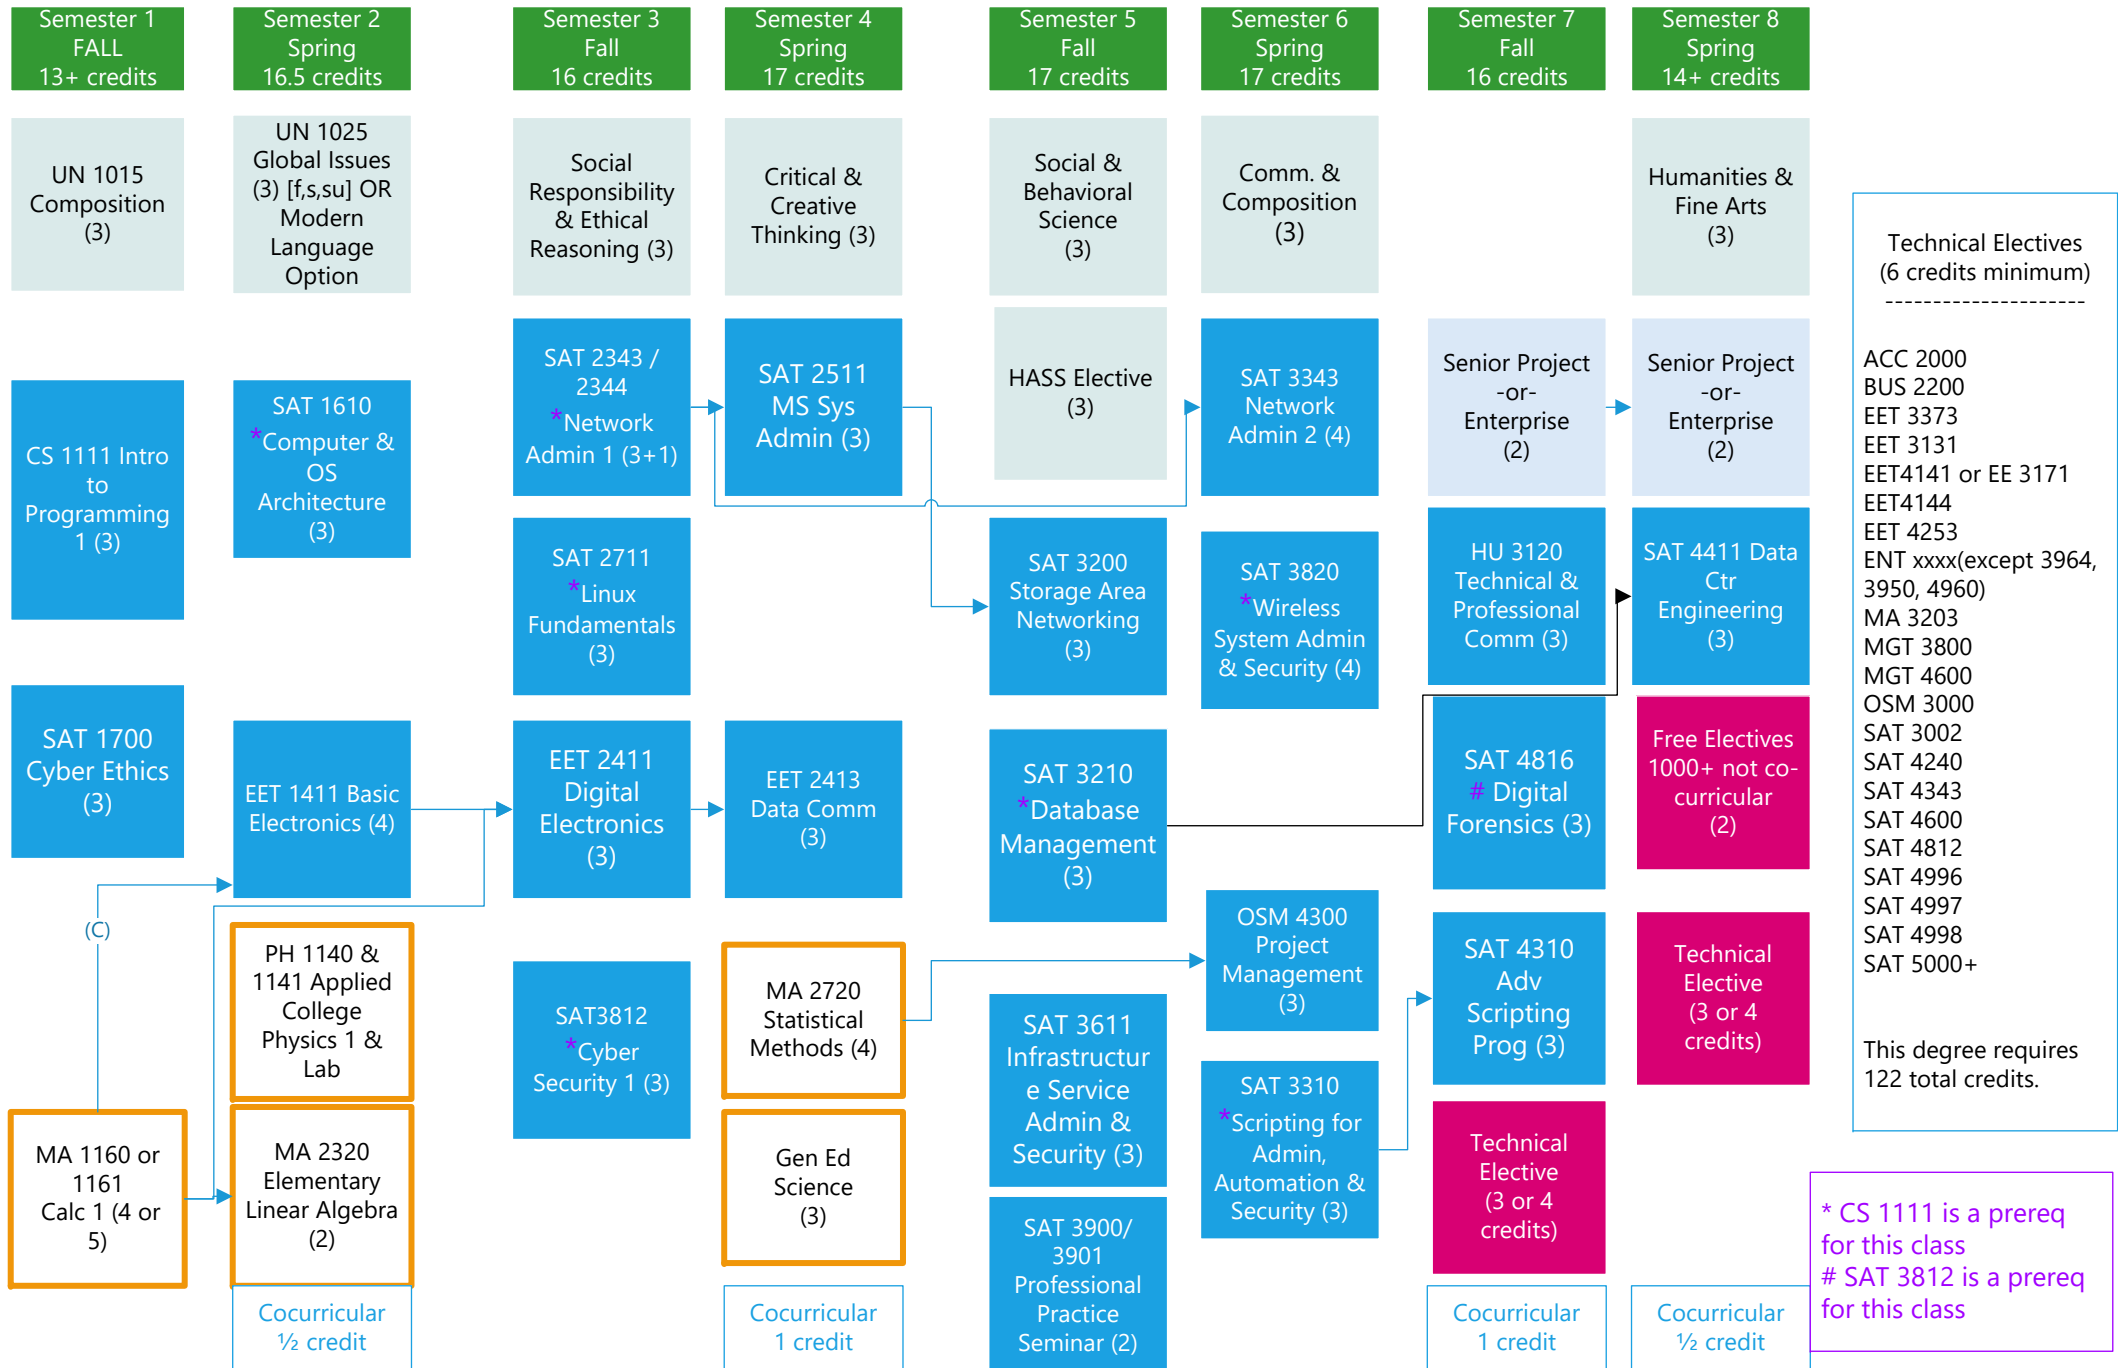 Semester 1
FALL
13+ credits
Semester 2
Spring
16.5 credits
Semester 3
Fall
16 credits
Semester 4
Spring
17 credits
Semester 5
Fall
17 credits
Semester 6
Spring
17 credits
Semester 7
Fall
16 credits
Semester 8
Spring
14+ credits
UN 1015
Composition
(3)
UN 1025
Global Issues
(3) [f,s,su] OR
Modern
Language
Option
Social
Responsibility
& Ethical
Reasoning (3)
Critical &
Creative
Thinking (3)
Social &
Behavioral
Science
(3)
Comm. &
Composition
(3)
Humanities &
Fine Arts
(3)
CS 1111 Intro
to
Programming
1 (3)
SAT 1610
*Computer &
OS
Architecture
(3)
SAT 2343 /
2344
*Network
Admin 1 (3+1)
SAT 2511
MS Sys
Admin (3)
HASS Elective
(3)
SAT 3343
Network
Admin 2 (4)
Senior Project
-or-
Enterprise
(2)
Senior Project
-or-
Enterprise
(2)
SAT 2711
*Linux
Fundamentals
(3)
SAT 3200
Storage Area
Networking
(3)
SAT 3820
*Wireless
System Admin
& Security (4)
HU 3120
Technical &
Professional
Comm (3)
SAT 4411 Data
Ctr
Engineering
(3)
SAT 1700
Cyber Ethics
(3)
EET 1411 Basic
Electronics (4)
EET 2411
Digital
Electronics
(3)
EET 2413
Data Comm
(3)
SAT 3210
*Database
Management
(3)
SAT 4816
# Digital
Forensics (3)
Free Electives
1000+ not co-
curricular
(2)
(C)
PH 1140 &
1141 Applied
College
Physics 1 &
Lab
SAT3812
*Cyber
Security 1 (3)
MA 2720
Statistical
Methods (4)
SAT 3611
Infrastructur
e Service
Admin &
Security (3)
OSM 4300
Project
Management
(3)
SAT 4310
Adv
Scripting
Prog (3)
Technical
Elective
(3 or 4
credits)
MA 1160 or
1161
Calc 1 (4 or
5)
MA 2320
Elementary
Linear Algebra
(2)
Gen Ed
Science
(3)
SAT 3900/
3901
Professional
Practice
Seminar (2)
SAT 3310
*Scripting for
Admin,
Automation &
Security (3)
Technical
Elective
(3 or 4
credits)
Cocurricular
½ credit
Cocurricular
1 credit
Cocurricular
1 credit
Cocurricular
½ credit
Technical Electives
(6 credits minimum)
---------------------
ACC 2000
BUS 2200
EET 3373
EET 3131
EET4141 or EE 3171
EET4144
EET 4253
ENT xxxx(except 3964,
3950, 4960)
MA 3203
MGT 3800
MGT 4600
OSM 3000
SAT 3002
SAT 4240
SAT 4343
SAT 4600
SAT 4812
SAT 4996
SAT 4997
SAT 4998
SAT 5000+
This degree requires
122 total credits.
* CS 1111 is a prereq
for this class
# SAT 3812 is a prereq
for this class